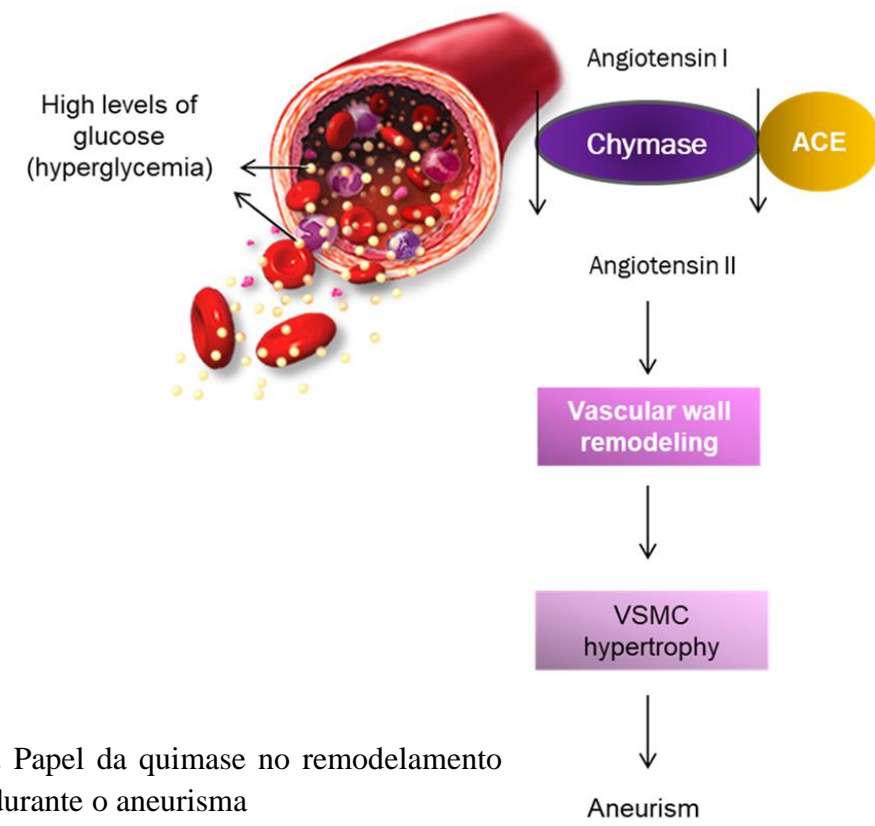 High levels of
glucose
(hyperglycemia)
Angiotensin I
Chymase
ACE
Angiotensin II
Vascular wall
remodeling
VSMC
hypertrophy
Aneurism
Papel da quimase no remodelamento
durante o aneurisma